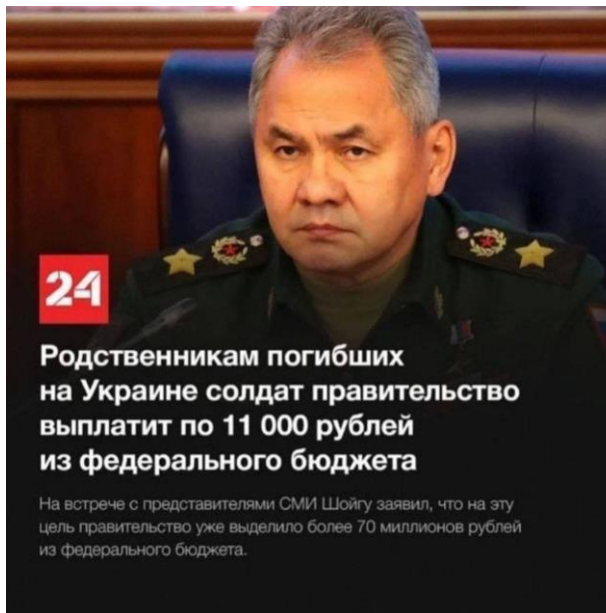 24
Родственникам погибших
на Украине солдат правительство
выплатит по 11 000 рублей
из федерального бюджета
На встрече с представителями СМИ Шойгу заявил, что на эту
цель правительство уже выделило более 70 миллионов рублей
из федерального бюджета.